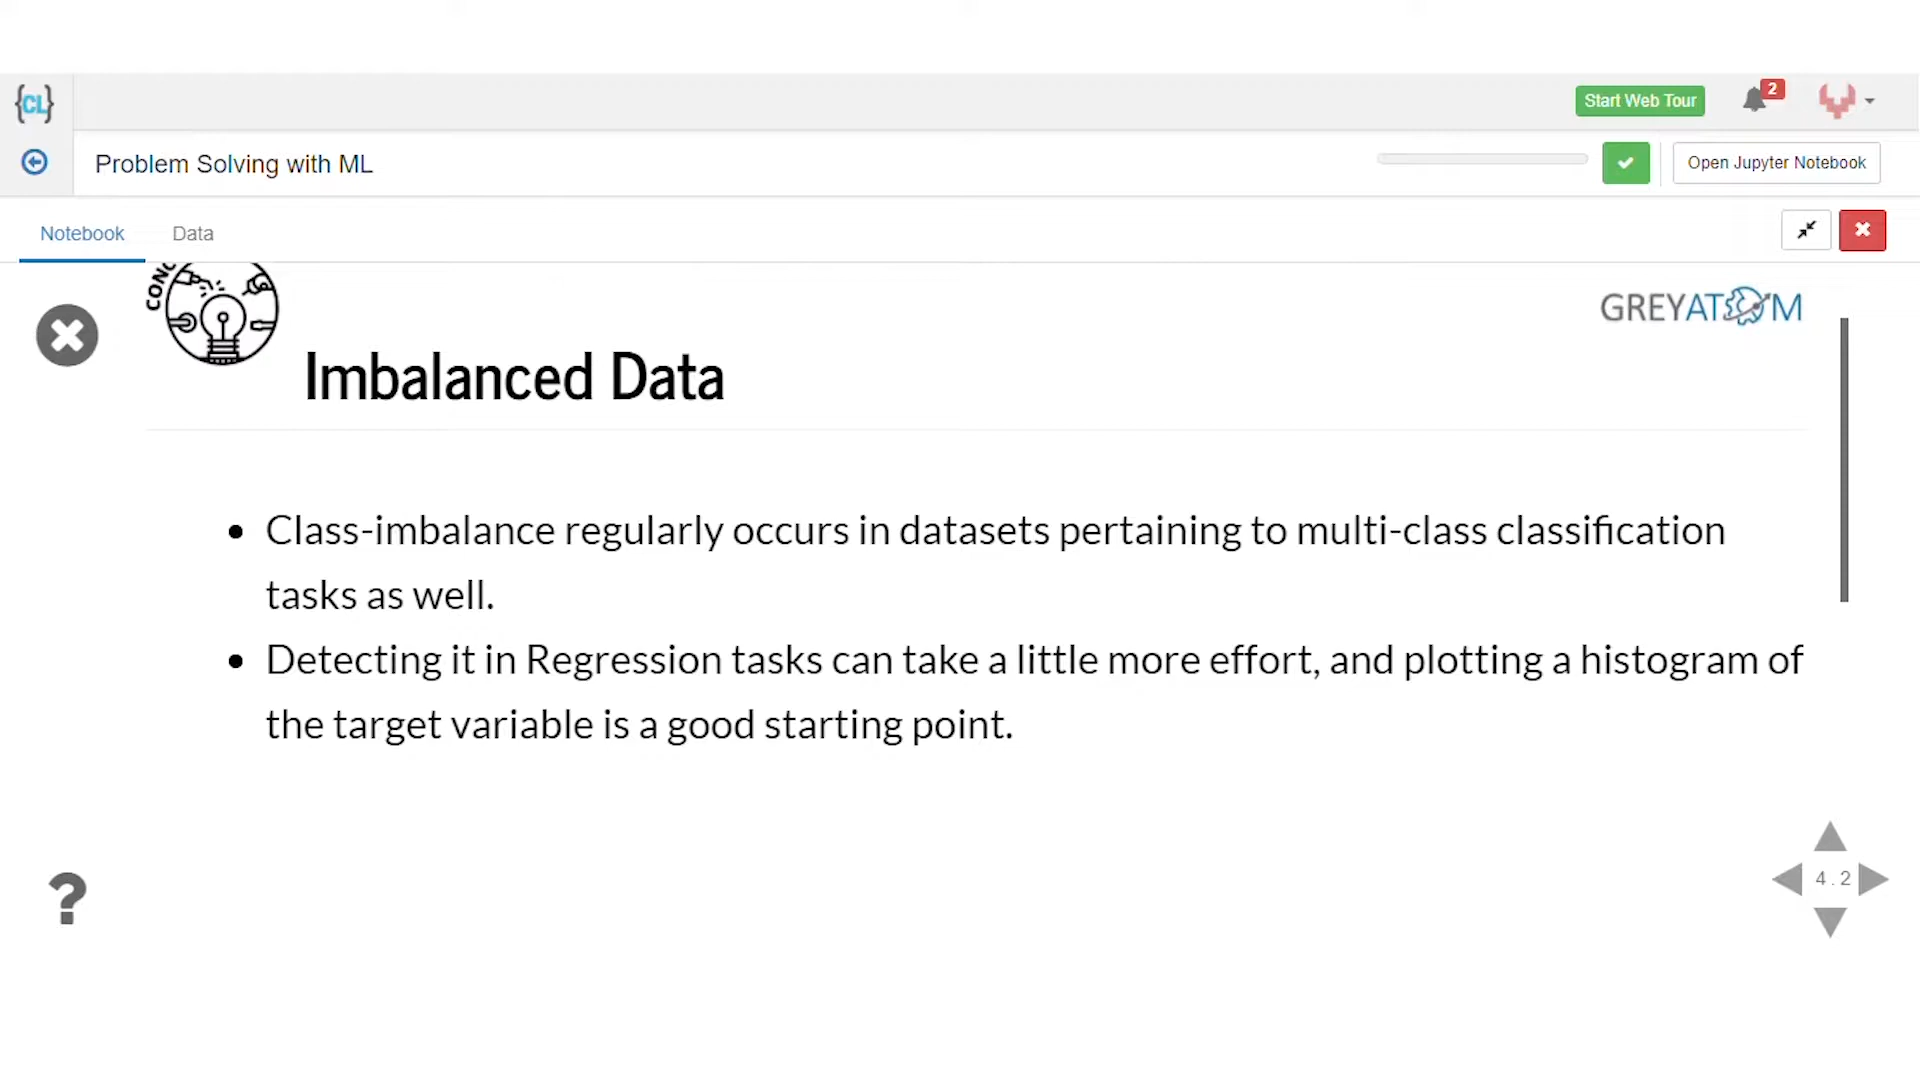 {CL}
Start Web Tour
2
Problem Solving with ML
Open Jupyter Notebook
Notebook
Data
CONC
GREYATOM
Imbalanced Data
• Class-imbalance regularly occurs in datasets pertaining to multi-class classification
tasks as well.
• Detecting it in Regression tasks can take a little more effort, and plotting a histogram of
the target variable is a good starting point.
4.2
?